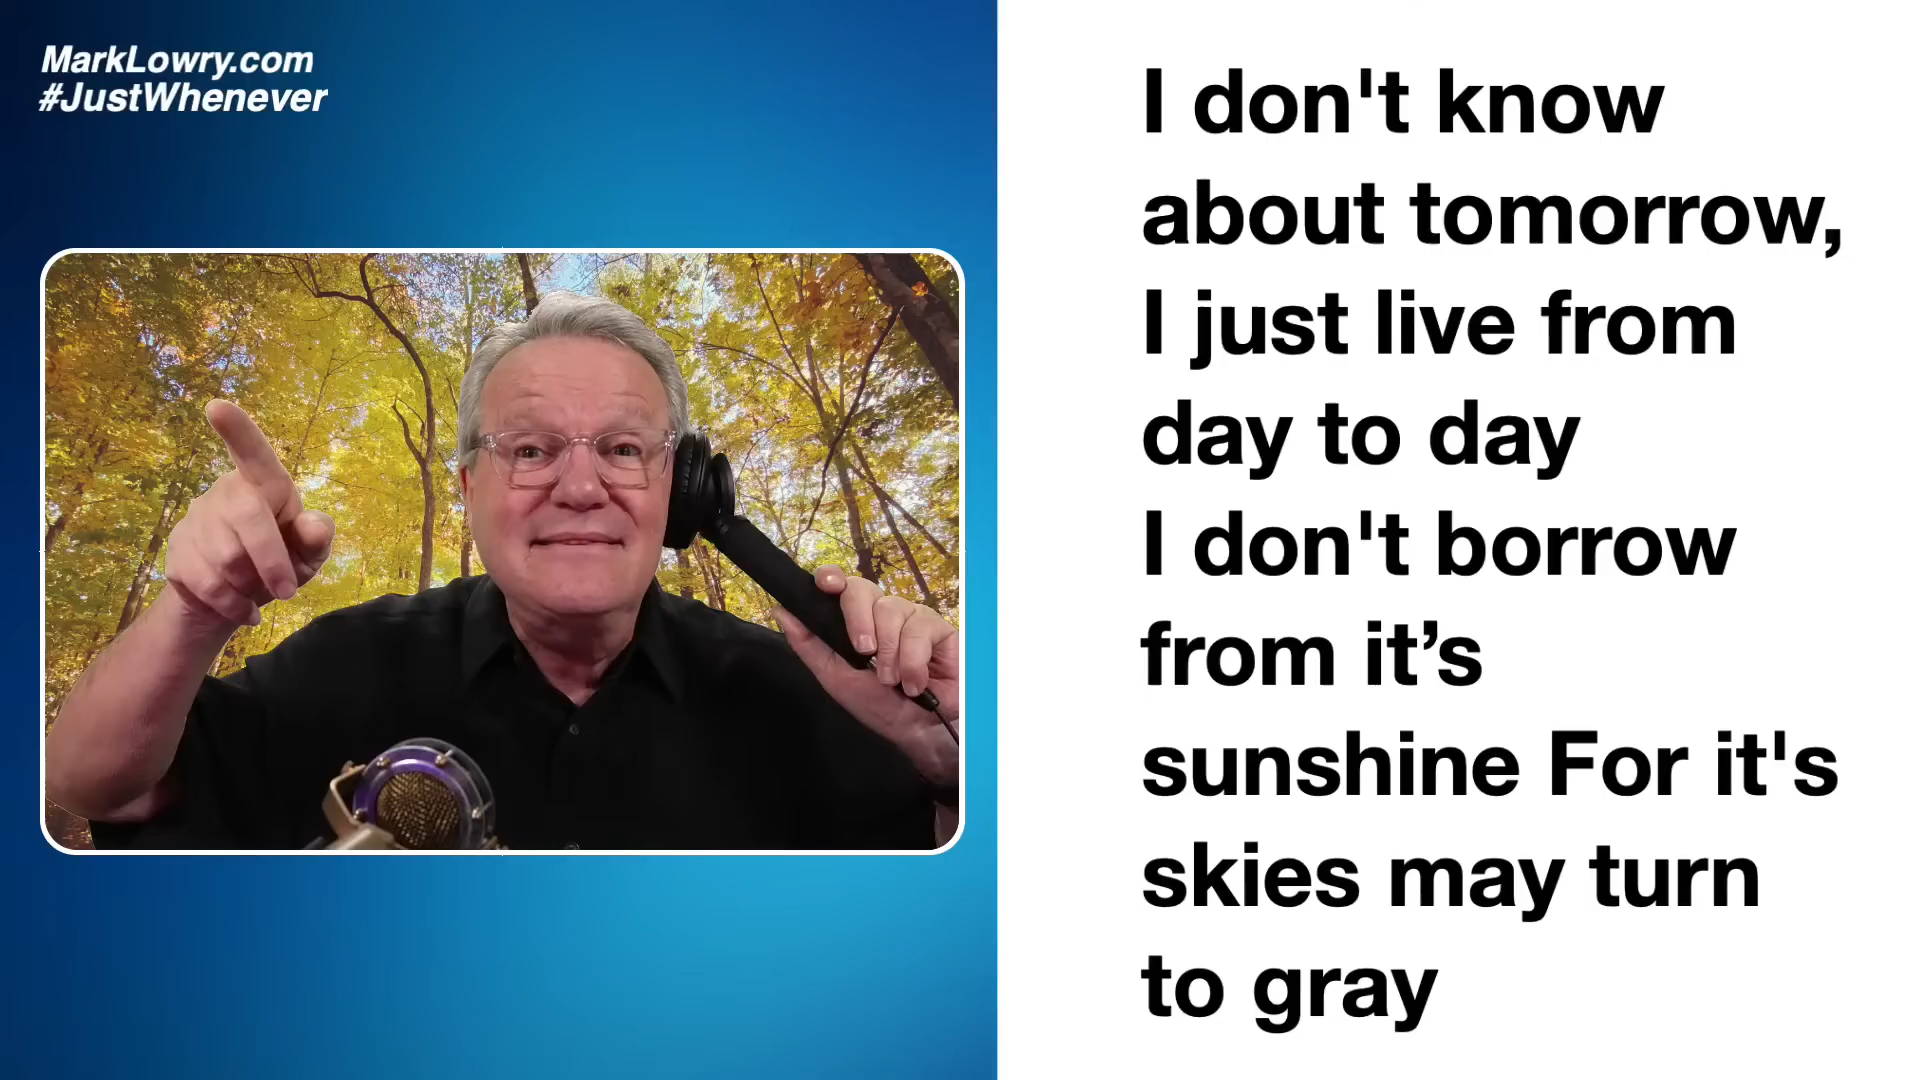 MarkLowry.com
#JustWhenever
I don't know
about tomorrow,
I just live from
day to day
I don't borrow
from it’s
sunshine For it's
skies may turn
to gray